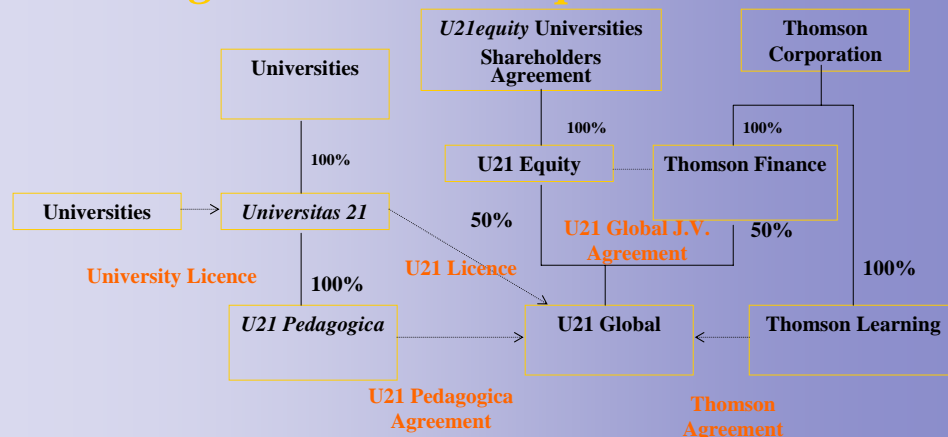 U21equity Universities
Shareholders
Agreement
Thomson
Corporation
Universities
100%
100%
100%
U21 Equity
Thomson Finance
Universities
Universitas 21
50%
U21 Global J.V.
Agreement
50%
University Licence
U21 Licence
100%
100%
U21 Pedagogica
U21 Global
Thomson Learning
U21 Pedagogica
Agreement
Thomson
Agreement